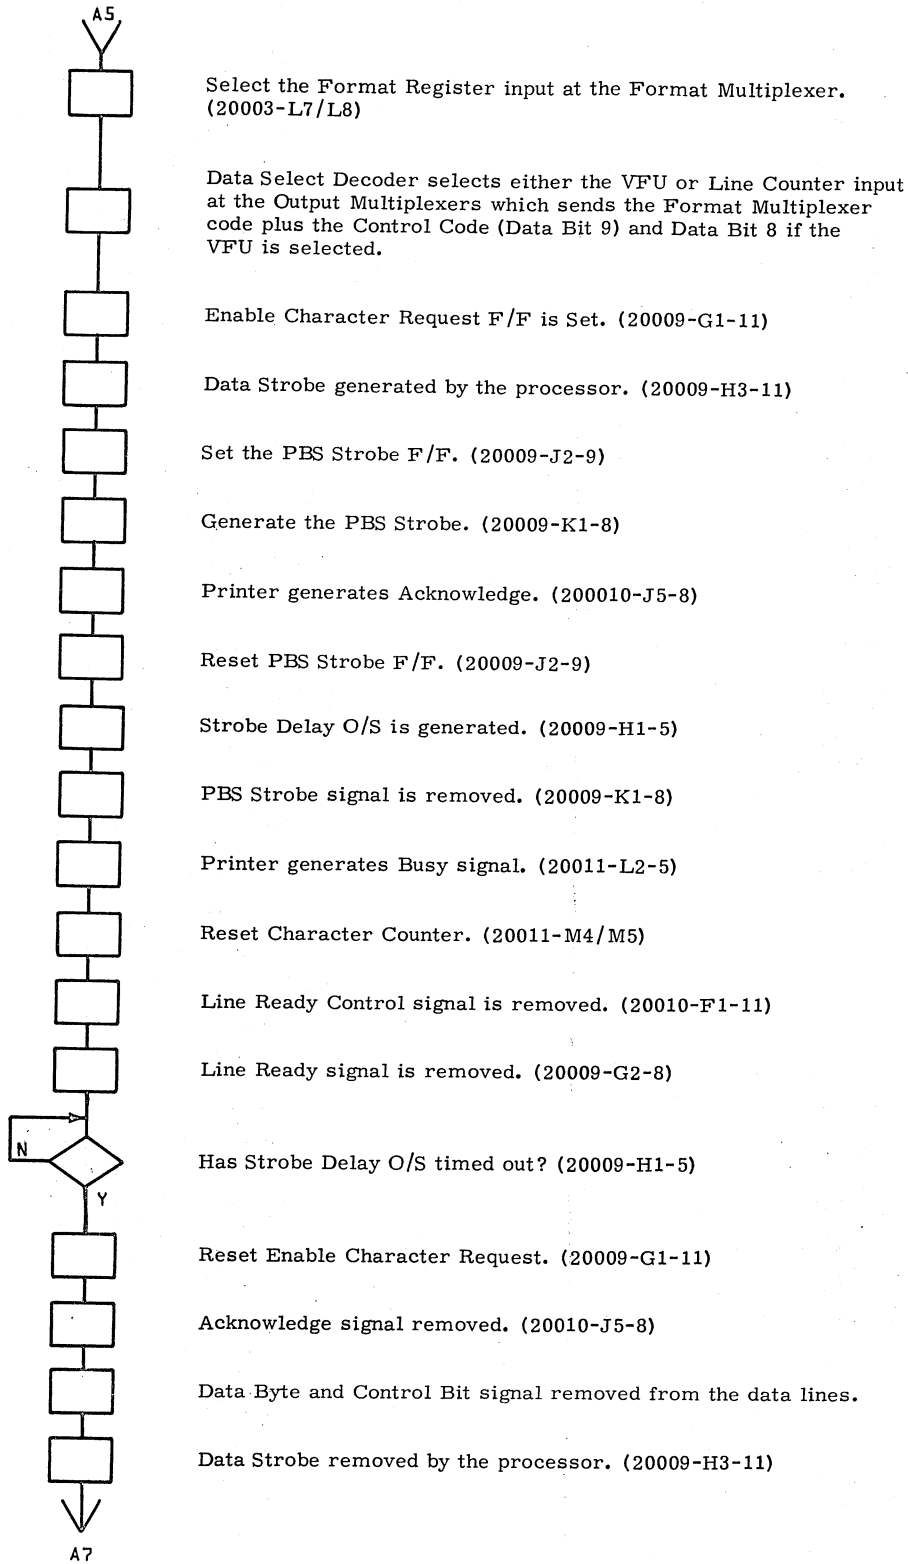 A5
Select the Format Register input at the Format Multiplexer.
(20003-L7/L8)
Data Select Decoder selects either the VFU or Line Counter input
at the Output Multiplexers which sends the Format Multiplexer
code plus the Control Code (Data Bit 9) and Data Bit 8 if the
VFU is selected.
Enable Character Request F/F is Set. (20009-G1-11)
Data Strobe generated by the processor. (20009-H3-11)
Set the PBS Strobe F/F. (20009-J2-9)
Generate the PBS Strobe. (20009-K1-8)
Printer generates Acknowledge. (200010-J5-8)
Reset PBS Strobe F/F. (20009-J2-9)
Strobe Delay O/S is generated. (20009-H1-5)
PBS Strobe signal is removed. (20009-K1-8)
Printer generates Busy signal. (20011-L2-5)
Reset Character Counter. (20011-M4/M5)
Line Ready Control signal is removed. (20010-F1-11)
Line Ready signal is removed. (20009-G2-8)
N
Has Strobe Delay O/S timed out? (20009-H1-5)
Y
Reset Enable Character Request. (20009-G1-11)
Acknowledge signal removed. (20010-J5-8)
Data Byte and Control Bit signal removed from the data lines.
Data Strobe removed by the processor. (20009-H3-11)
A7